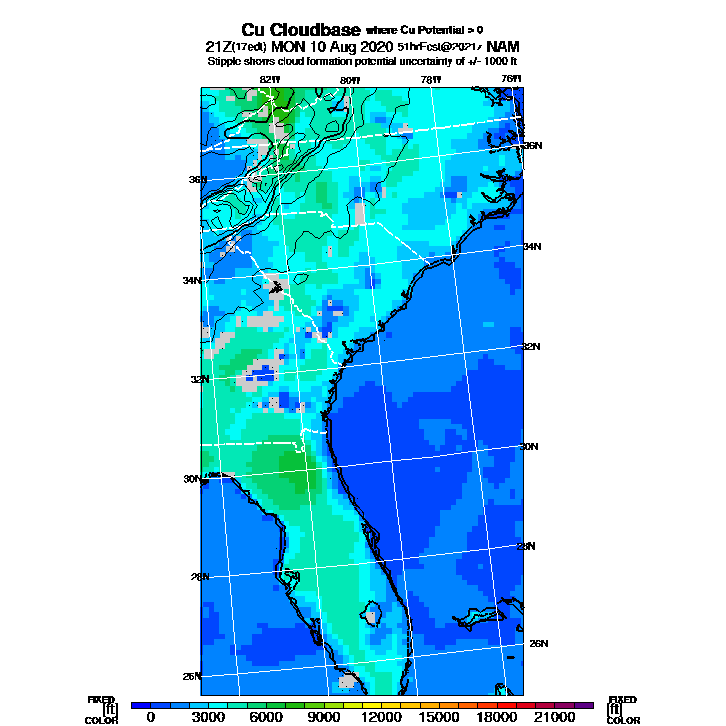 Cu Cloudbase where Cu Potential > 0
21Z(17edt) MON 10 Aug 2020 51hrFcst@2021z NAM
Stipple shows cloud formation potential uncertainty of +/- 1000 ft
82W 80W 78W 76W
36N
36N
34N
34N
32N
32N
30N
30N
28N
28N
26N
26N
FIXED FIXED
[ft] [ft]
COLOR COLOR
0 3000 6000 9000 12000 15000 18000 21000